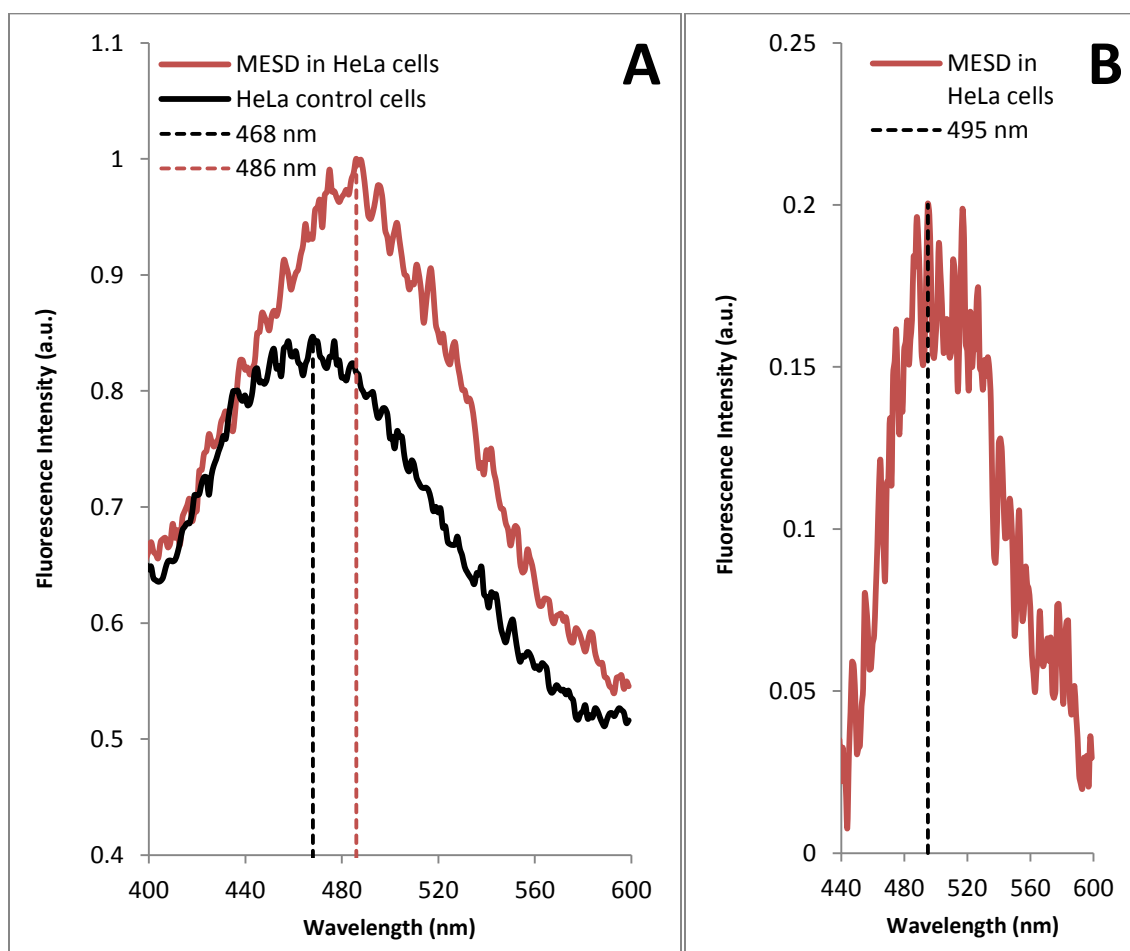 A
MESD in HeLa cells
HeLa control cells
468 nm
486 nm
1.1
1
0.9
0.8
0.7
0.6
0.5
0.4
Fluorescence Intensity (a.u.)
400 440 480 520 560 600
Wavelength (nm)
B
MESD in
HeLa cells
495 nm
0.25
0.2
0.15
0.1
0.05
0
Fluorescence Intensity (a.u.)
440 480 520 560 600
Wavelength (nm)